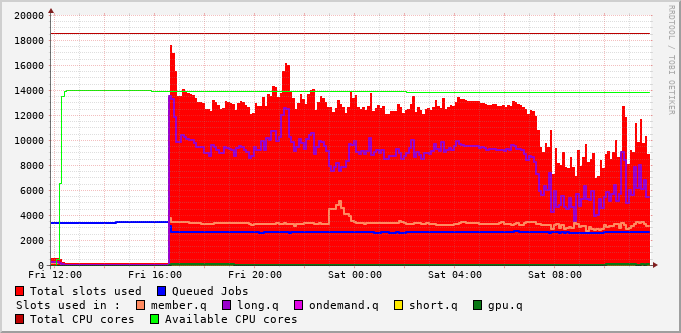 20000
18000
16000
14000
12000
10000
8000
6000
4000
2000
0
Fri 12:00 Fri 16:00 Fri 20:00 Sat 00:00 Sat 04:00 Sat 08:00
RRDTOOL / TOBI OETIKER
Total slots used Queued Jobs
Slots used in : member.q long.q ondemand.q short.q gpu.q
Total CPU cores Available CPU cores